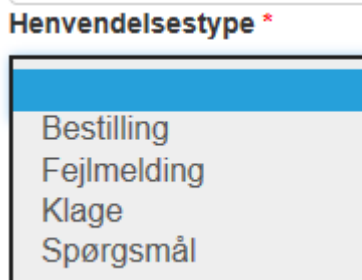 Henvendelsestype *
Bestilling
Fejlmelding
Klage
Spørgsmål